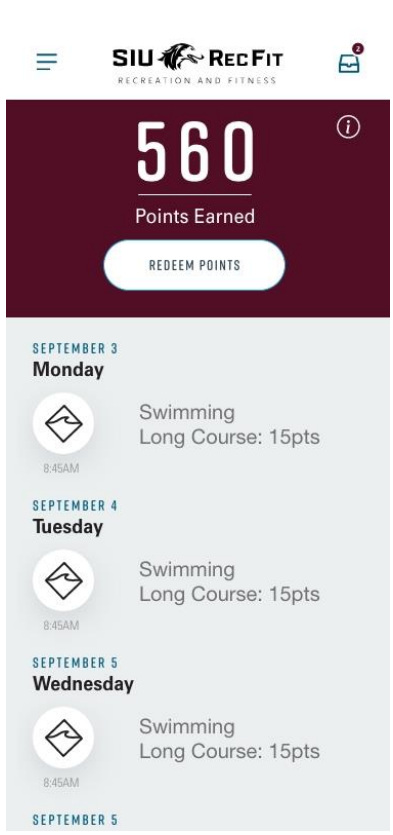 2
SIU RECFIT
RECREATION AND FITNESS
560
i
Points Earned
REDEEM POINTS
SEPTEMBER 3
Monday
Swimming
Long Course: 15pts
8:45AM
SEPTEMBER 4
Tuesday
Swimming
Long Course: 15pts
8:45AM
SEPTEMBER 5
Wednesday
Swimming
Long Course: 15pts
8:45AM
SEPTEMBER 5